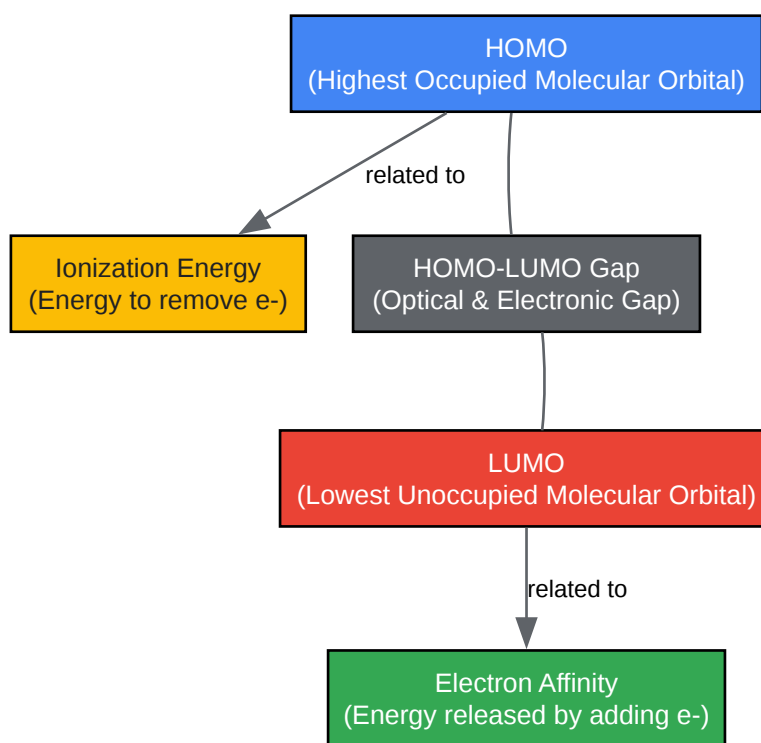 HOMO
(Highest Occupied Molecular Orbital)
related to
Ionization Energy
(Energy to remove e-)
HOMO-LUMO Gap
(Optical & Electronic Gap)
LUMO
(Lowest Unoccupied Molecular Orbital)
related to
Electron Affinity
(Energy released by adding e-)